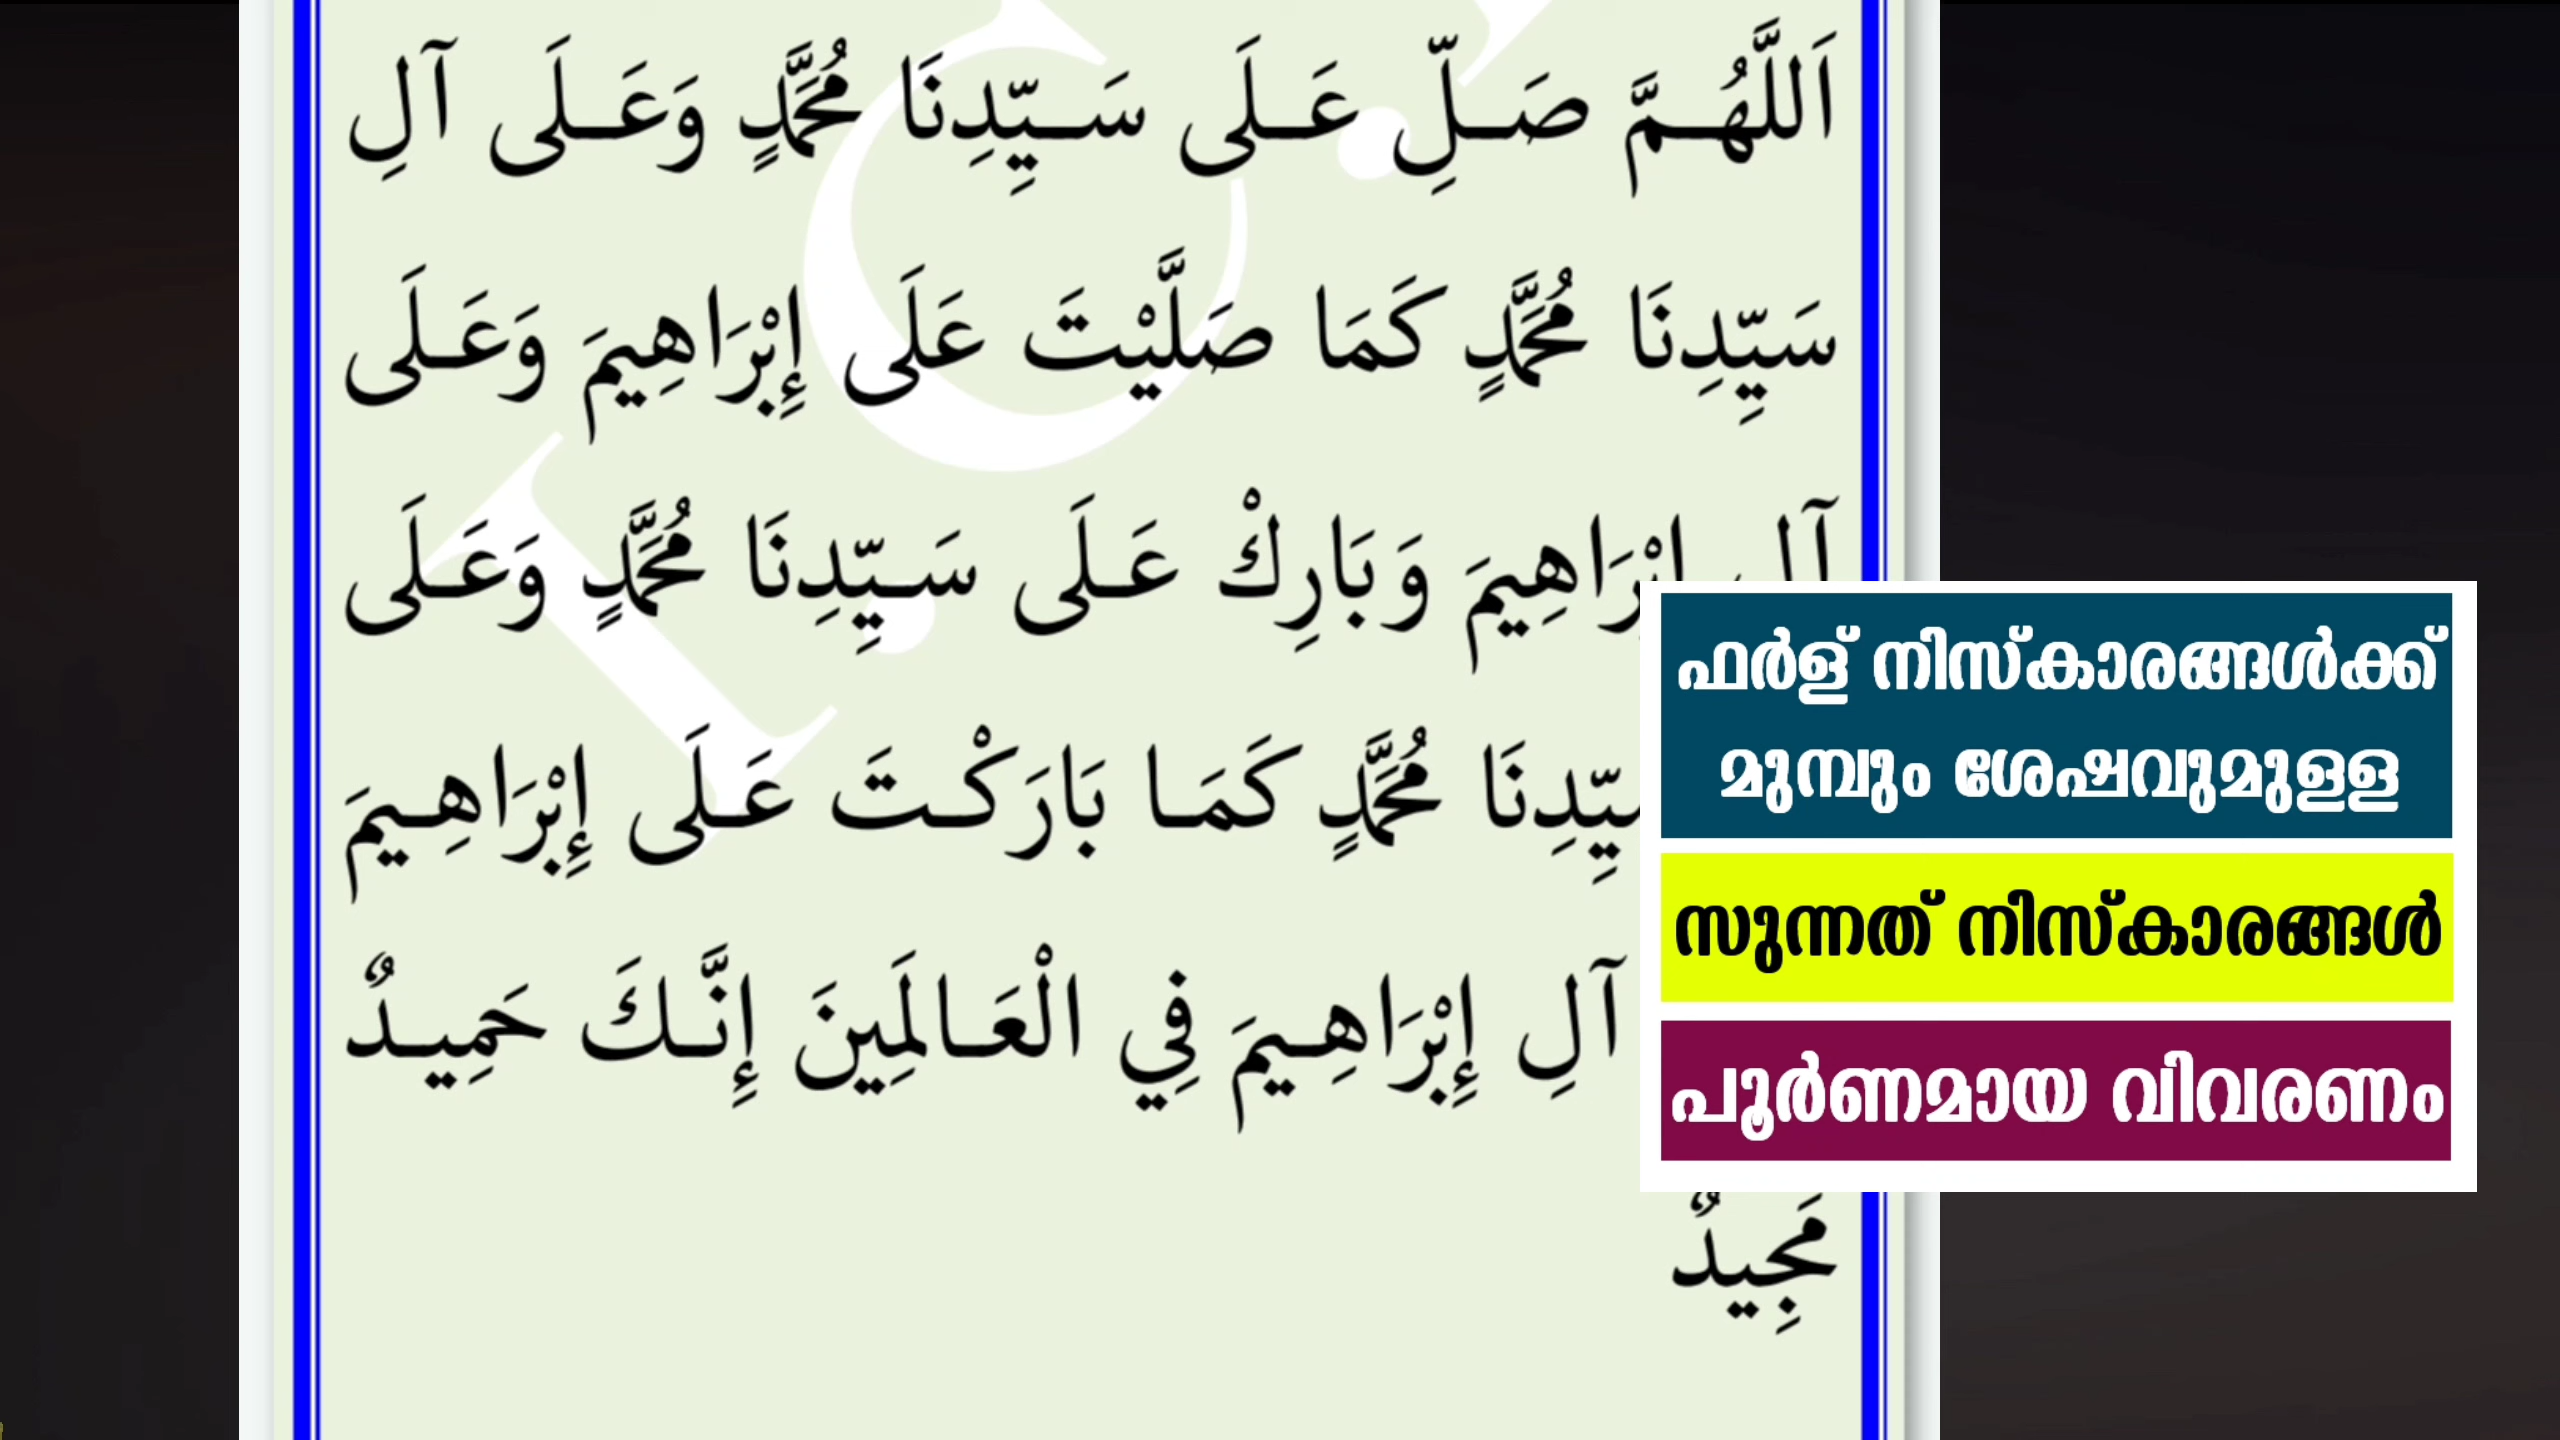 اَللَّهُمَّ صَلِّ عَلَى سَيِّدِنَا مُحَمَّدٍ وَعَلَى آلِ
سَيِّدِنَا مُحَمَّدٍ كَمَا صَلَّيْتَ عَلَى إِبْرَاهِيمَ وَعَلَى
آلِ إِبْرَاهِيمَ وَبَارِكْ عَلَى سَيِّدِنَا مُحَمَّدٍ وَعَلَى
مُحَمَّدٍ كَمَا بَارَكْتَ عَلَى إِبْرَاهِيمَ
آلِ إِبْرَاهِيمَ فِي الْعَالَمِينَ إِنَّكَ حَمِيدٌ
مَجِيدٌ
ഫർള് നിസ്കാരങ്ങൾക്ക്
മുമ്പും ശേഷവുമുള്ള
സുന്നത് നിസ്കാരങ്ങൾ
പൂർണമായ വിവരണം